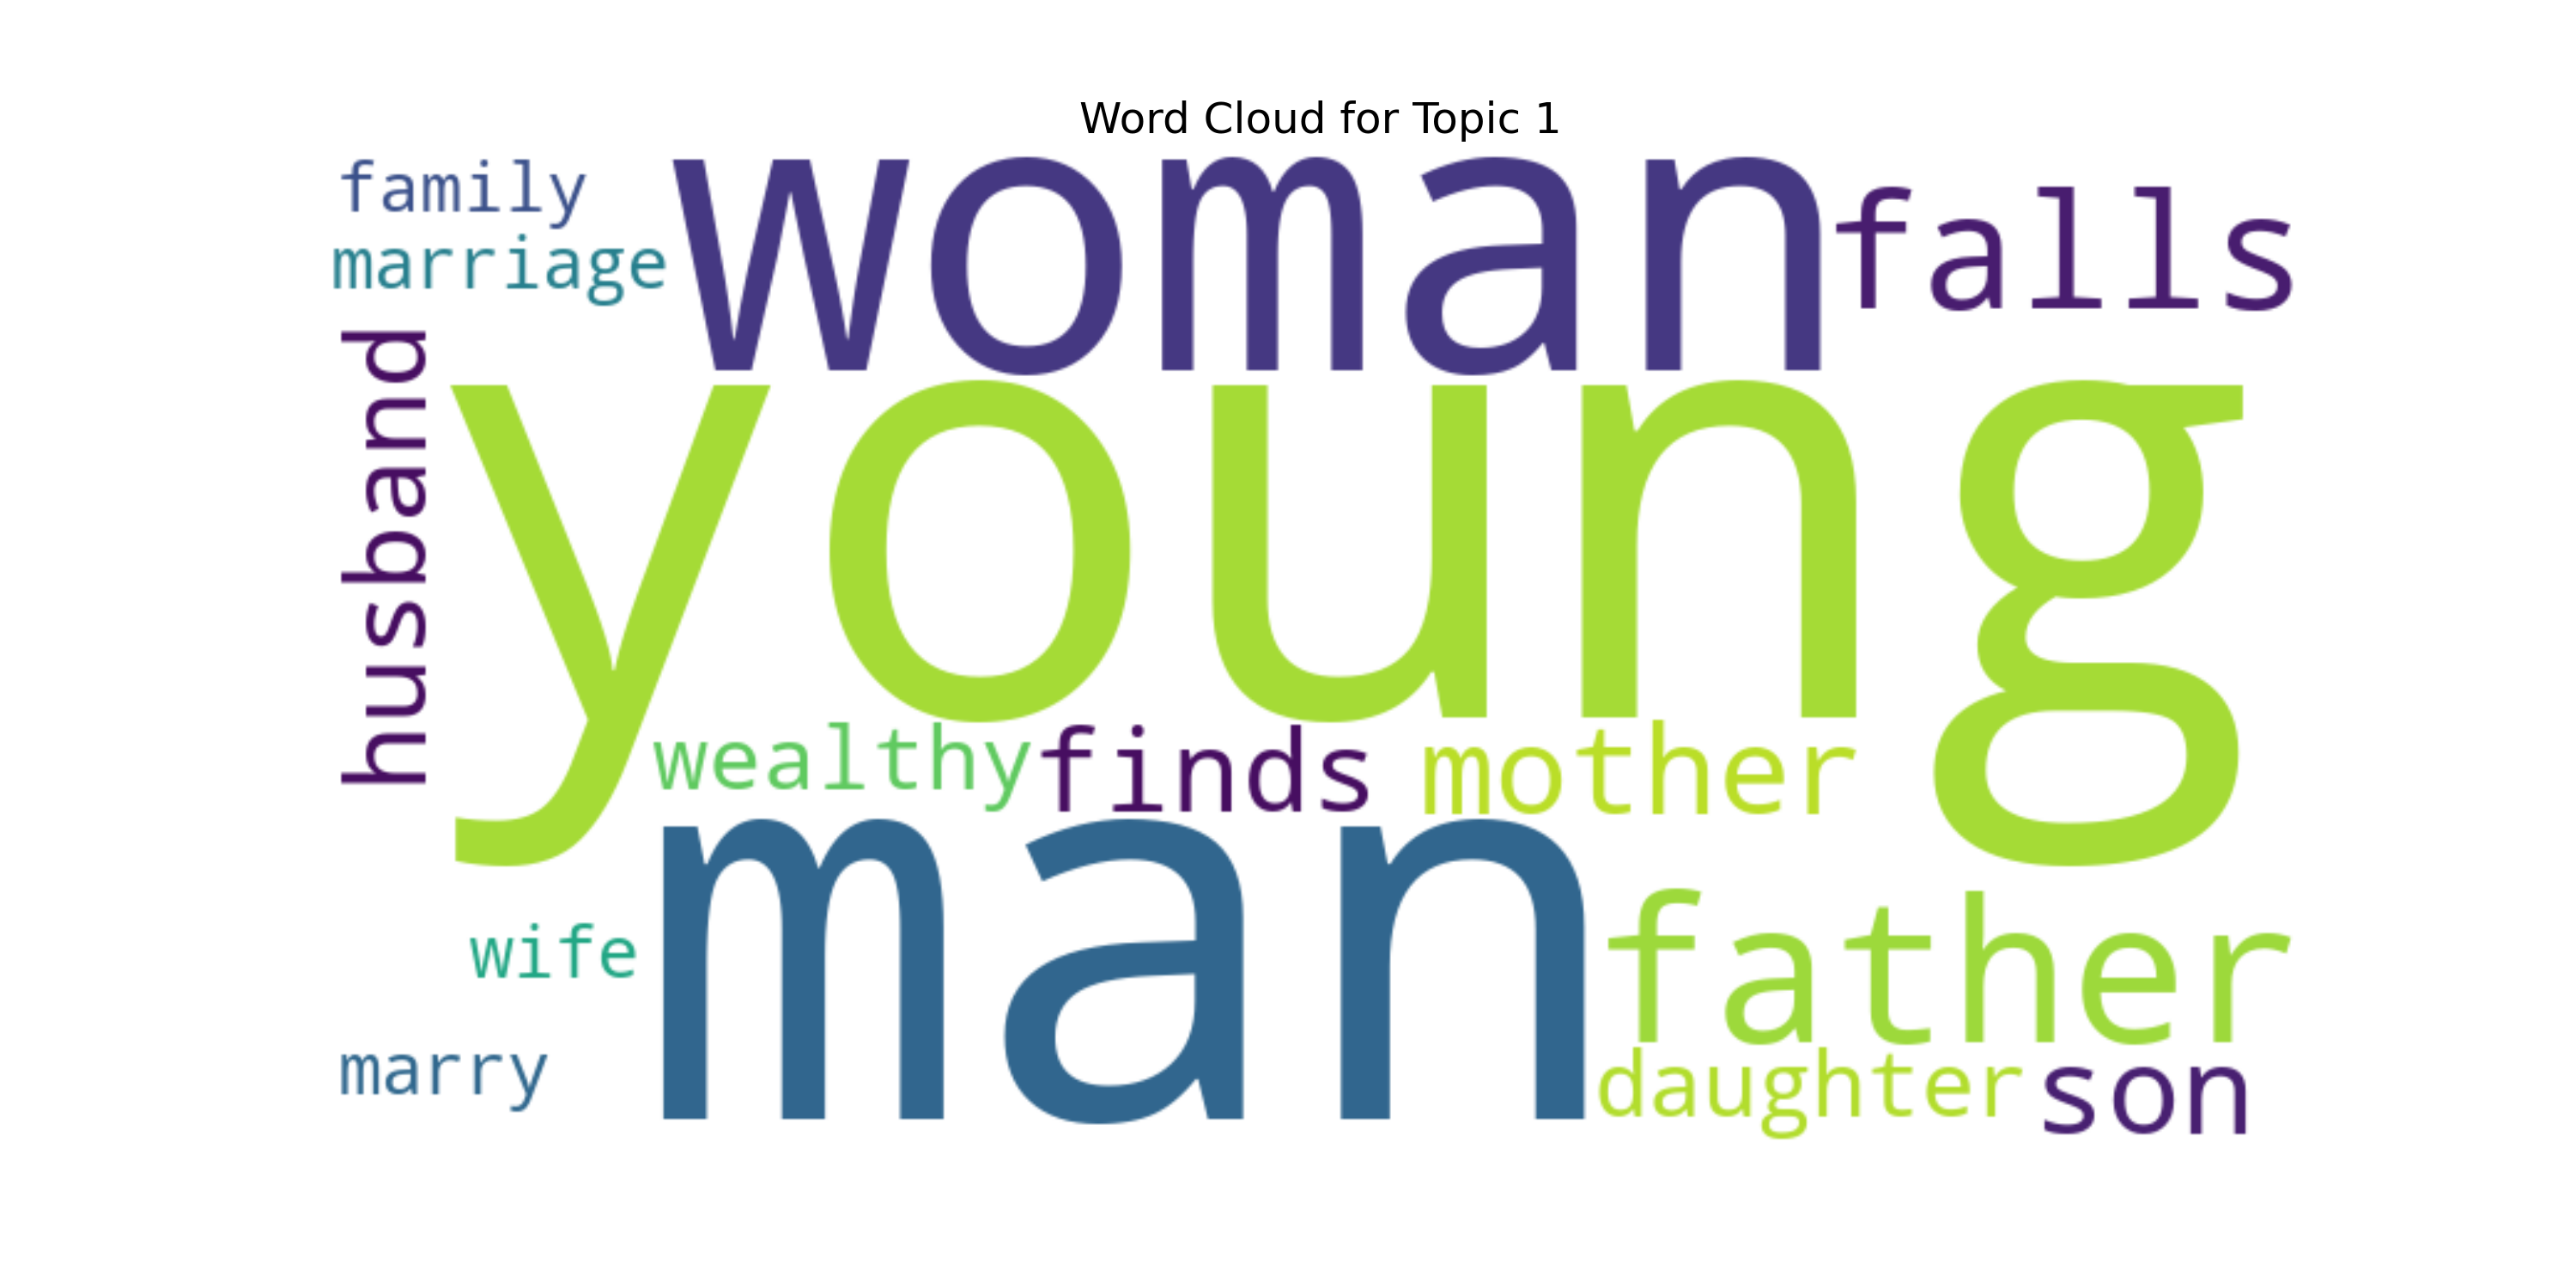 Word Cloud for Topic 1
family
woman
falls
marriage
husband
young
wealthy
finds
mother
man
father
wife
marry
daughter
son